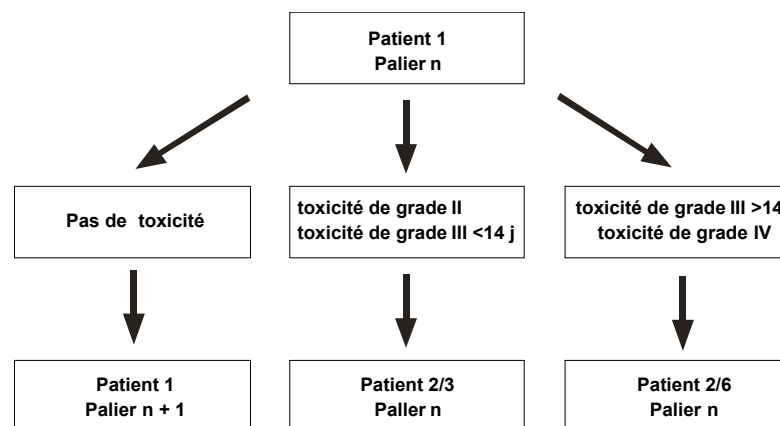 Patient 1
Palier n
Pas de toxicité
toxicité de grade II
toxicité de grade III <14 j
toxicité de grade III >14
toxicité de grade IV
Patient 1
Palier n + 1
Patient 2/3
Paller n
Patient 2/6
Palier n